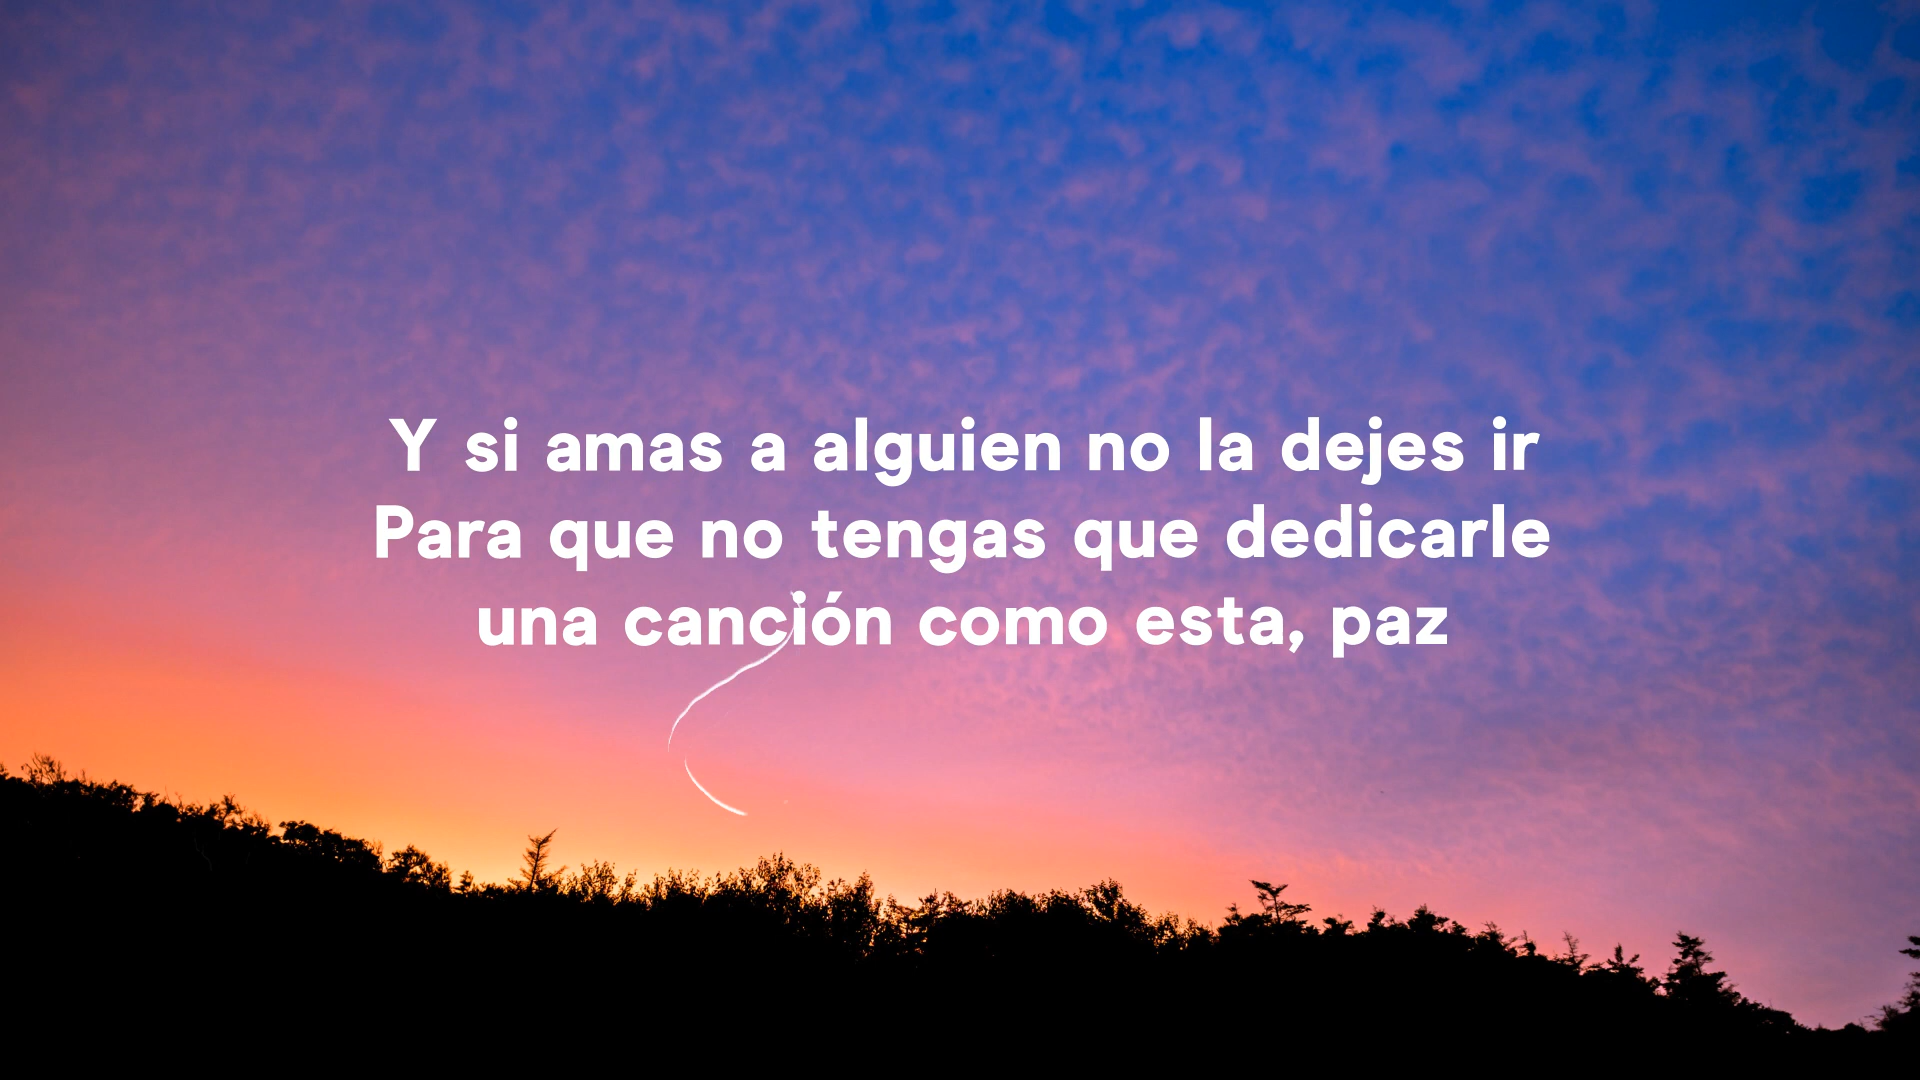 Y si amas a alguien no la dejes ir
Para que no tengas que dedicarle
una canción como esta, paz